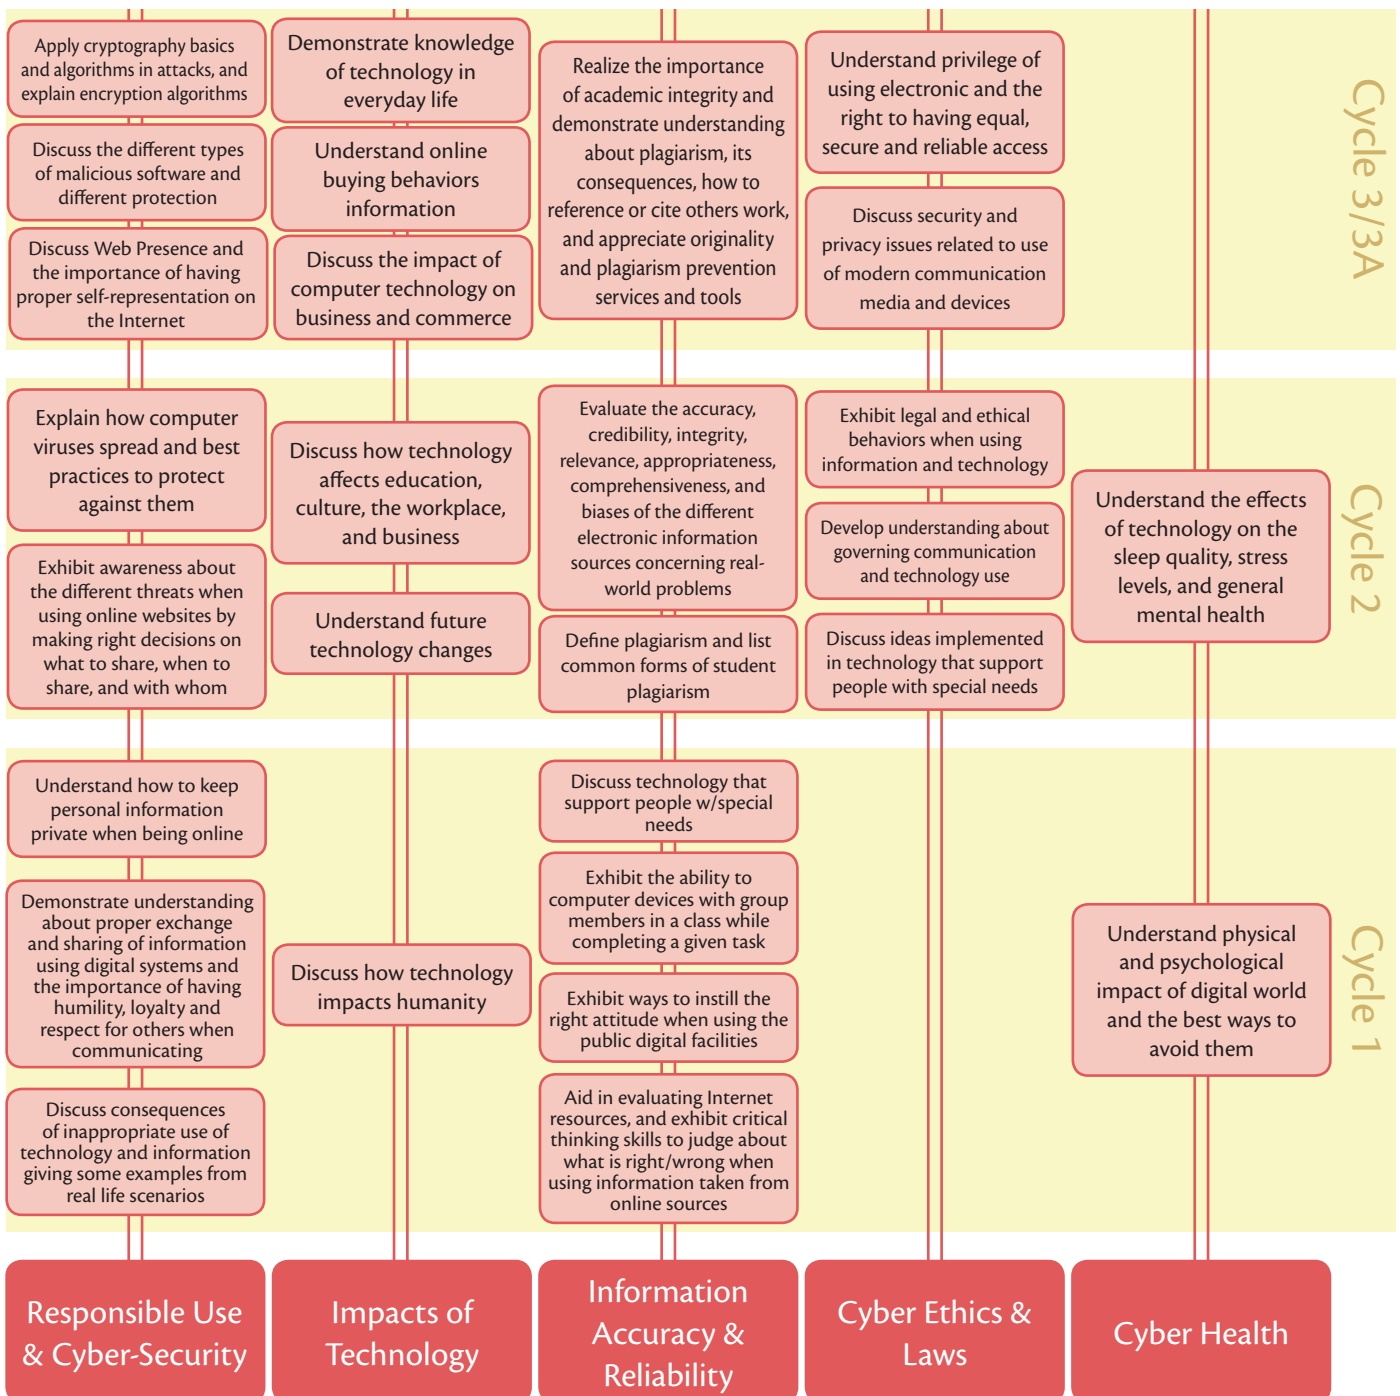 Apply cryptography basics
and algorithms in attacks, and
explain encryption algorithms
Discuss the different types
of malicious software and
different protection
Discuss Web Presence and
the importance of having
proper self-representation on
the Internet
Demonstrate knowledge
of technology in
everyday life
Understand online
buying behaviors
information
Discuss the impact of
computer technology on
business and commerce
Realize the importance
of academic integrity and
demonstrate understanding
about plagiarism, its
consequences, how to
reference or cite others work,
and appreciate originality
and plagiarism prevention
services and tools
Understand privilege of
using electronic and the
right to having equal,
secure and reliable access
Discuss security and
privacy issues related to use
of modern communication
media and devices
Cycle 3/3A
Explain how computer
viruses spread and best
practices to protect
against them
Exhibit awareness about
the different threats when
using online websites by
making right decisions on
what to share, when to
share, and with whom
Discuss how technology
affects education,
culture, the workplace,
and business
Understand future
technology changes
Evaluate the accuracy,
credibility, integrity,
relevance, appropriateness,
comprehensiveness, and
biases of the different
electronic information
sources concerning real-
world problems
Define plagiarism and list
common forms of student
plagiarism
Exhibit legal and ethical
behaviors when using
information and technology
Develop understanding about
governing communication
and technology use
Discuss ideas implemented
in technology that support
people with special needs
Understand the effects
of technology on the
sleep quality, stress
levels, and general
mental health
Cycle 2
Understand how to keep
personal information
private when being online
Demonstrate understanding
about proper exchange
and sharing of information
using digital systems and
the importance of having
humility, loyalty and
respect for others when
communicating
Discuss consequences
of inappropriate use of
technology and information
giving some examples from
real life scenarios
Discuss how technology
impacts humanity
Discuss technology that
support people w/special
needs
Exhibit the ability to
computer devices with group
members in a class while
completing a given task
Exhibit ways to instill the
right attitude when using the
public digital facilities
Aid in evaluating Internet
resources, and exhibit critical
thinking skills to judge about
what is right/wrong when
using information taken from
online sources
Understand physical
and psychological
impact of digital world
and the best ways to
avoid them
Cycle 1
Responsible Use
& Cyber-Security
Impacts of
Technology
Information
Accuracy &
Reliability
Cyber Ethics &
Laws
Cyber Health